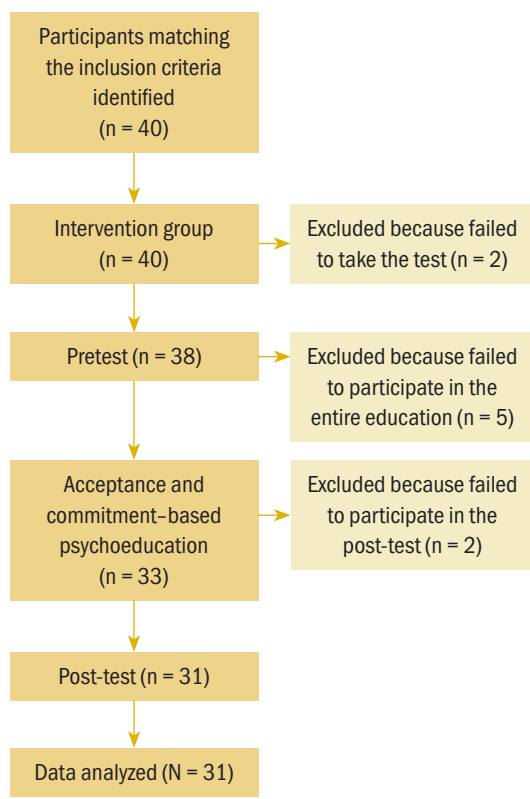 Participants matching
the inclusion criteria
identified
(n = 40)
Intervention group
(n = 40)
Excluded because failed
to take the test (n = 2)
Pretest (n = 38)
Excluded because failed
to participate in the
entire education (n = 5)
Acceptance and
commitment–based
psychoeducation
(n = 33)
Excluded because failed
to participate in the
post-test (n = 2)
Post-test (n = 31)
Data analyzed (N = 31)